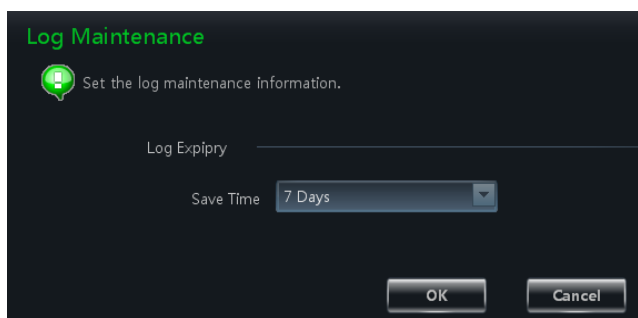 Log Maintenance
Set the log maintenance information.
Log Expipry
Save Time 7 Days
OK Cancel